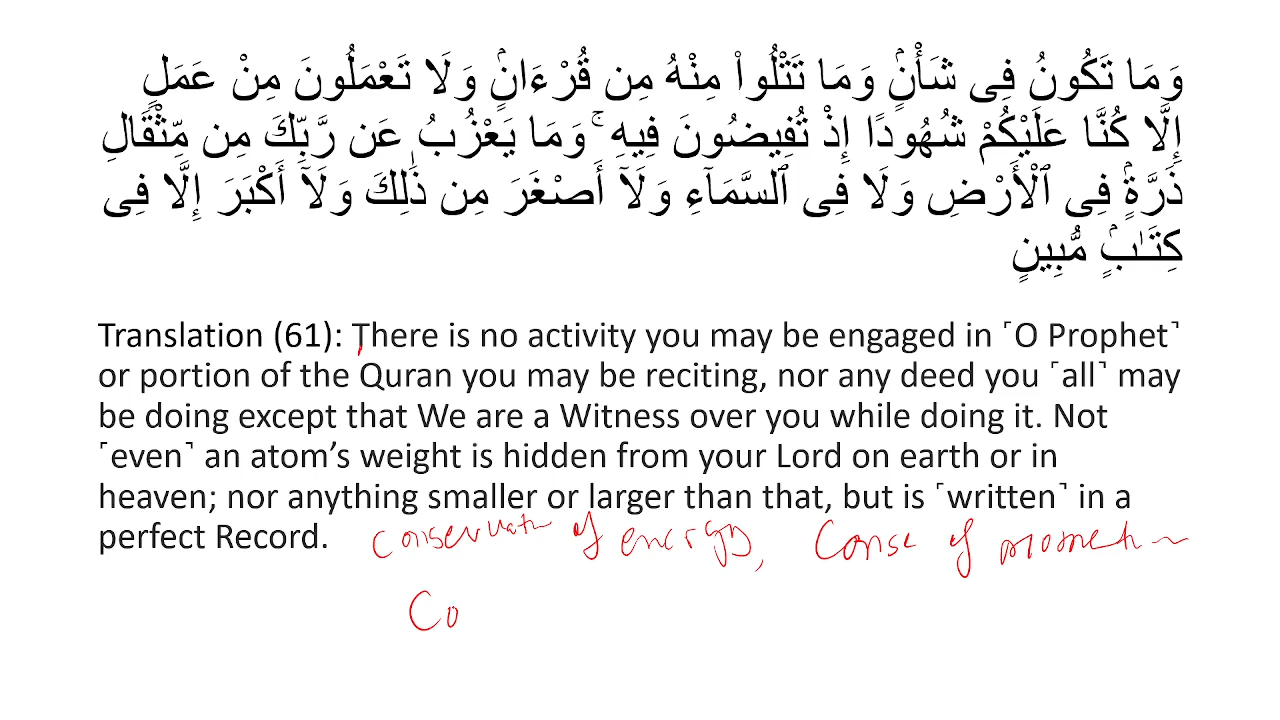 وَمَا تَكُونُ فِى شَأْنٍۢ وَمَا تَتْلُوا۟ مِنْهُ مِن قُرْءَانٍۢ وَلَا تَعْمَلُونَ مِنْ عَمَلٍ
إِلَّا كُنَّا عَلَيْكُمْ شُهُودًا إِذْ تُفِيضُونَ فِيهِ ۚ وَمَا يَعْزُبُ عَن رَّبِّكَ مِن مِّثْقَالِ
ذَرَّةٍۢ فِى ٱلْأَرْضِ وَلَا فِى ٱلسَّمَآءِ وَلَآ أَصْغَرَ مِن ذَٰلِكَ وَلَآ أَكْبَرَ إِلَّا فِى
كِتَـٰبٍۢ مُّبِينٍ
Translation (61): There is no activity you may be engaged in ˹O Prophet˺
or portion of the Quran you may be reciting, nor any deed you ˹all˺ may
be doing except that We are a Witness over you while doing it. Not
˹even˺ an atom’s weight is hidden from your Lord on earth or in
heaven; nor anything smaller or larger than that, but is ˹written˺ in a
perfect Record.
conservation of energy, Conse of
Co